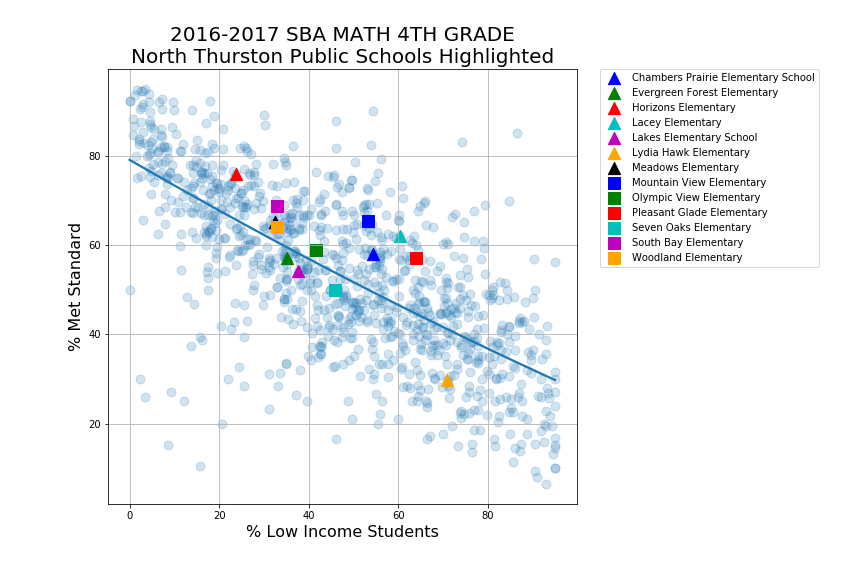 2016-2017 SBA MATH 4TH GRADE
North Thurston Public Schools Highlighted
% Met Standard
80
60
40
20
0
20
40
60
80
% Low Income Students
Chambers Prairie Elementary School
Evergreen Forest Elementary
Horizons Elementary
Lacey Elementary
Lakes Elementary School
Lydia Hawk Elementary
Meadows Elementary
Mountain View Elementary
Olympic View Elementary
Pleasant Glade Elementary
Seven Oaks Elementary
South Bay Elementary
Woodland Elementary